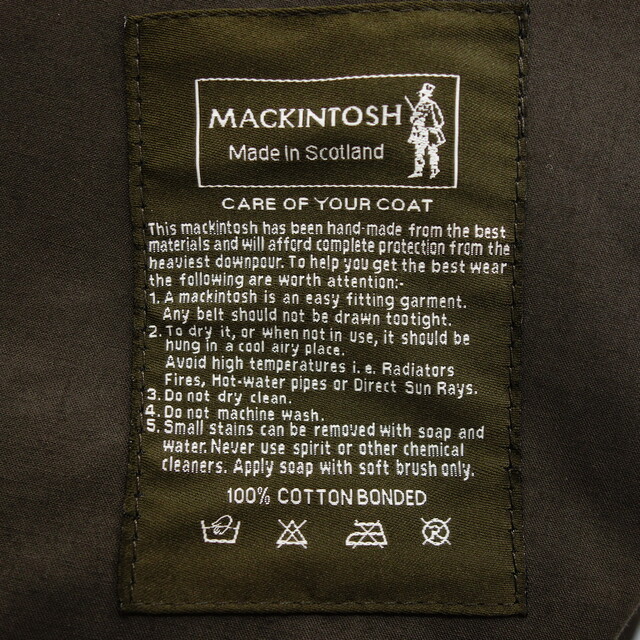 MACKINTOSH
Made in Scotland
CARE OF YOUR COAT
This mackintosh has been hand-made from the best
materials and will afford complete protection from the
heaviest downpour. To help you get the best wear
the following are worth attention:-
1. A mackintosh is an easy fitting garment.
Any belt should not be drawn too tight.
2. To dry it, or when not in use, it should be
hung in a cool airy place.
Avoid high temperatures i.e. Radiators
Fires, Hot-water pipes or Direct Sun Rays.
3. Do not dry clean.
4. Do not machine wash.
5. Small stains can be removed with soap and
water. Never use spirit or other chemical
cleaners. Apply soap with soft brush only.
100% COTTON BONDED